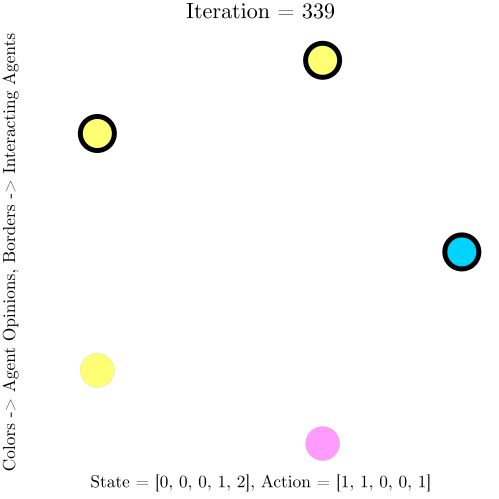 Iteration = 339
Colors -> Agent Opinions, Borders -> Interacting Agents
State = [0, 0, 0, 1, 2], Action = [1, 1, 0, 0, 1]